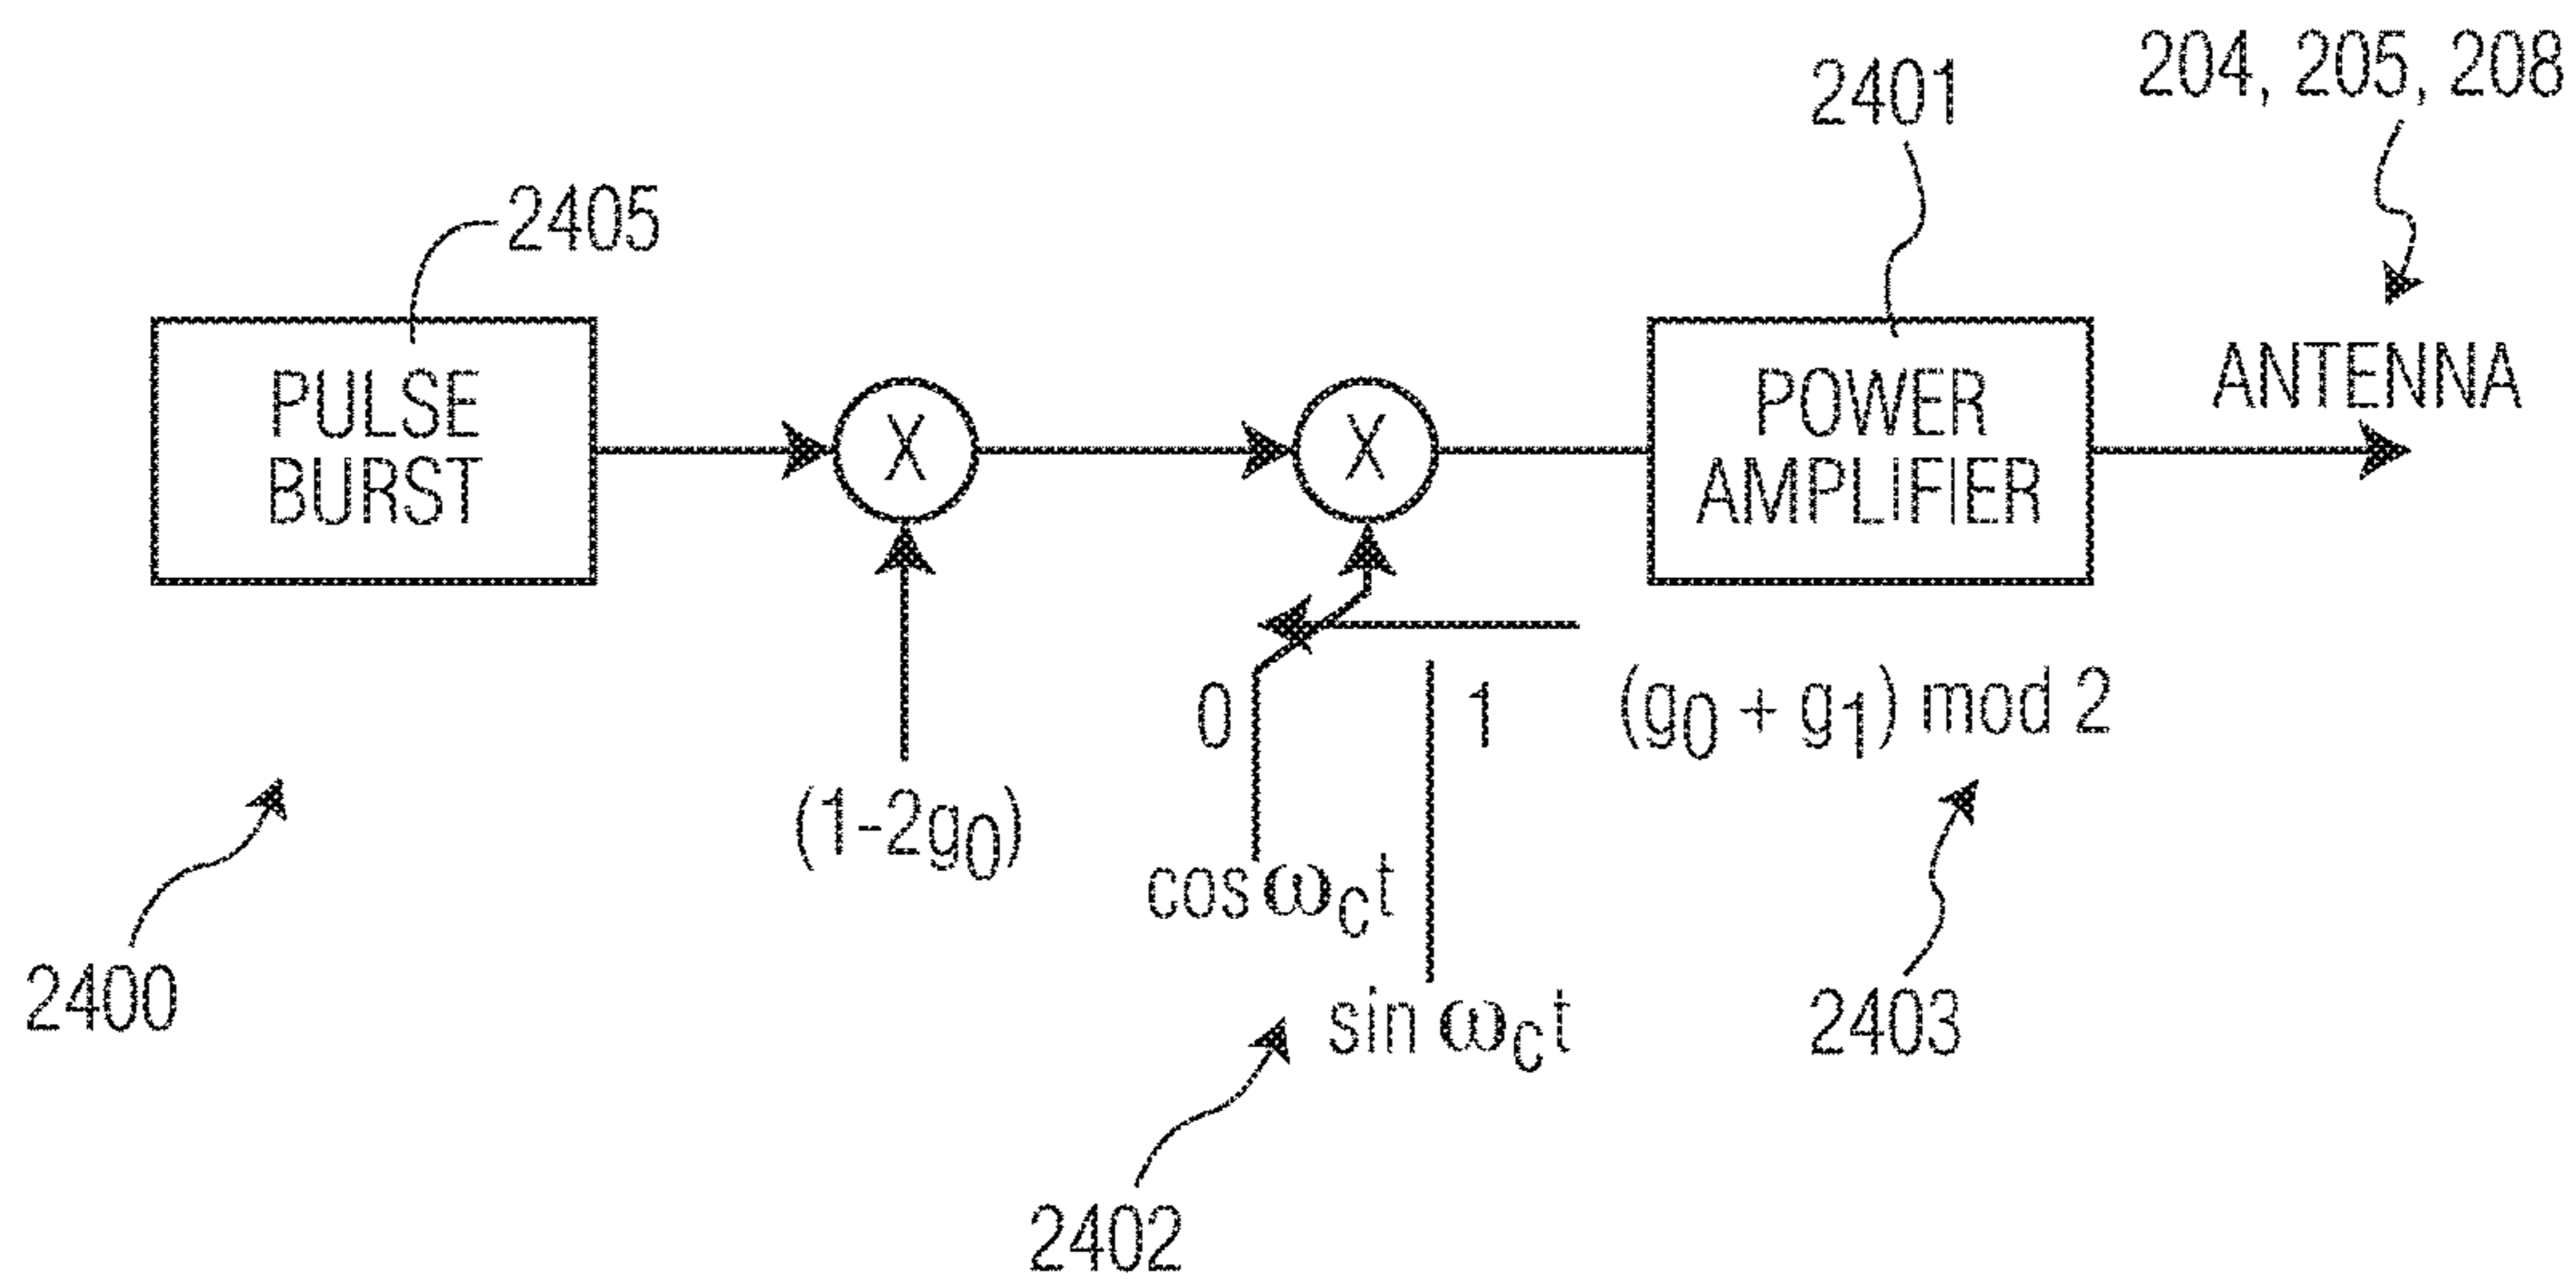 204, 205, 208
2401
2405
PULSE
BURST
X
X
POWER
AMPLIFIER
ANTENNA
0
1
(g0 + g1) mod 2
(1-2g0)
cos ωct
sin ωct
2400
2403
2402